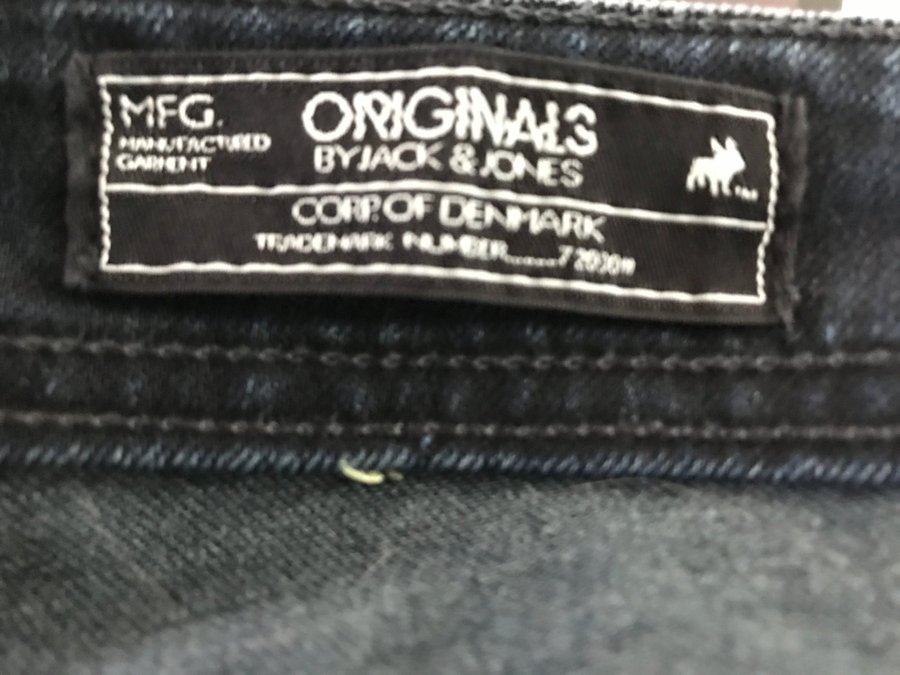 MFG.
MANUFACTURED
GARMENT
ORIGINALS
BY JACK & JONES
CORP. OF DENMARK
TRADEMARK NUMBER